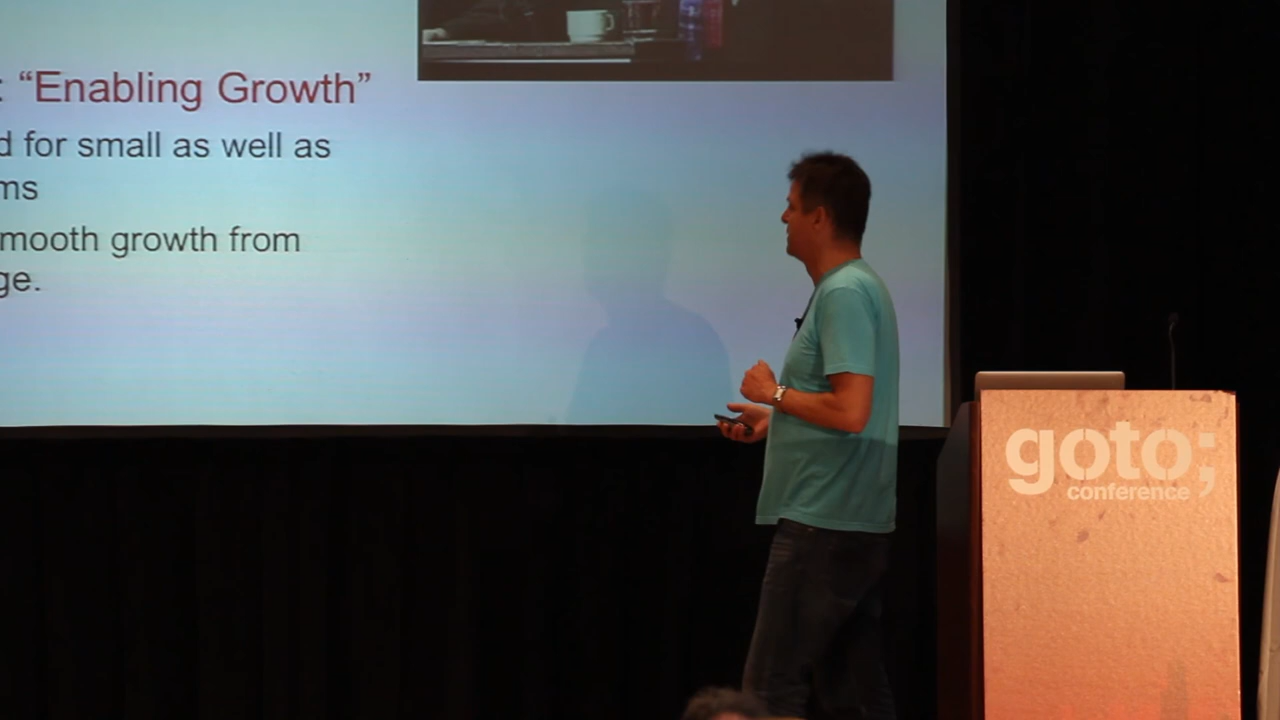 : “Enabling Growth”
d for small as well as
ms
mooth growth from
ge.
goto;
conference